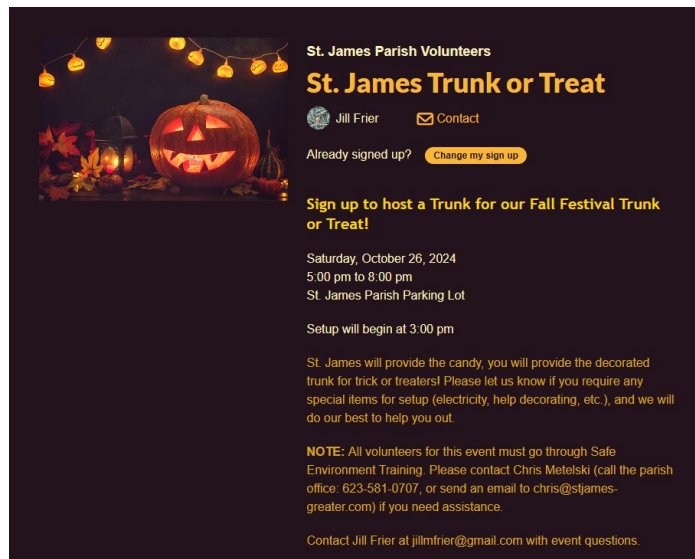 St. James Parish Volunteers
St. James Trunk or Treat
Jill Frier
Contact
Already signed up?
Change my sign up
Sign up to host a Trunk for our Fall Festival Trunk
or Treat!
Saturday, October 26, 2024
5:00 pm to 8:00 pm
St. James Parish Parking Lot
Setup will begin at 3:00 pm
St. James will provide the candy, you will provide the decorated
trunk for trick or treaters! Please let us know if you require any
special items for setup (electricity, help decorating, etc.), and we will
do our best to help you out.
NOTE: All volunteers for this event must go through Safe
Environment Training. Please contact Chris Metelski (call the parish
office: 623-581-0707, or send an email to chris@stjames-
greater.com) if you need assistance.
Contact Jill Frier at jillmfrier@gmail.com with event questions.